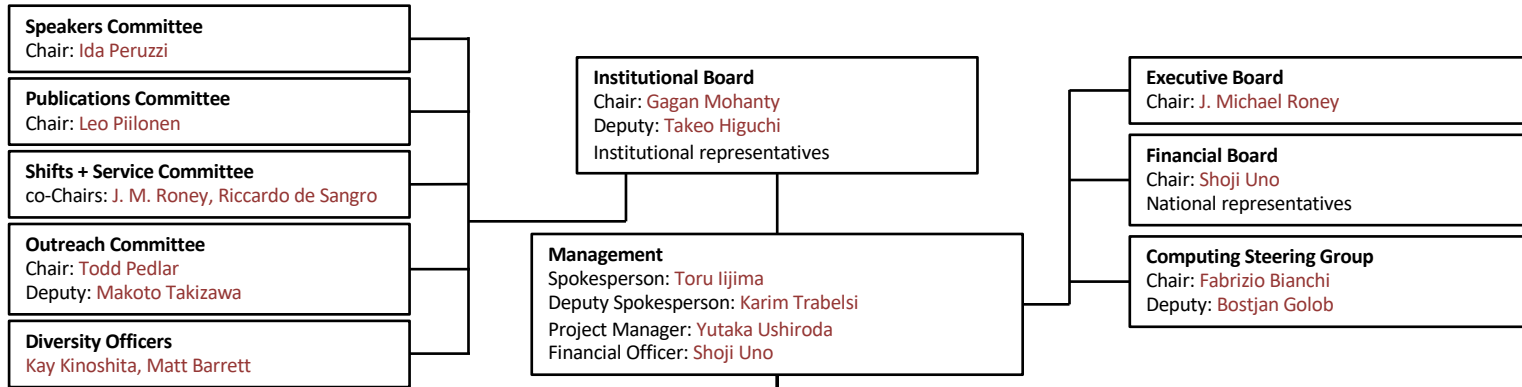 Speakers Committee
Chair: Ida Peruzzi
Publications Committee
Chair: Leo Piilonen
Shifts + Service Committee
co-Chairs: J. M. Roney, Riccardo de Sangro
Outreach Committee
Chair: Todd Pedlar
Deputy: Makoto Takizawa
Diversity Officers
Kay Kinoshita, Matt Barrett
Institutional Board
Chair: Gagan Mohanty
Deputy: Takeo Higuchi
Institutional representatives
Management
Spokesperson: Toru Iijima
Deputy Spokesperson: Karim Trabelsi
Project Manager: Yutaka Ushiroda
Financial Officer: Shoji Uno
Executive Board
Chair: J. Michael Roney
Financial Board
Chair: Shoji Uno
National representatives
Computing Steering Group
Chair: Fabrizio Bianchi
Deputy: Bostjan Golob